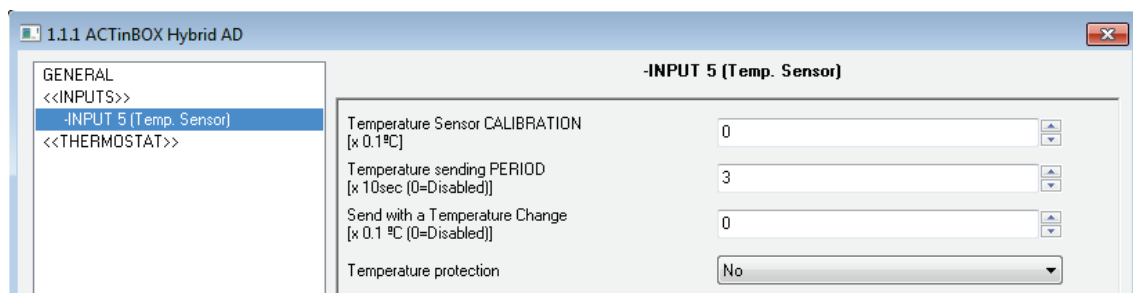 1.1.1 ACTinBOX Hybrid AD
GENERAL
<<INPUTS>>
-INPUT 5 (Temp. Sensor)
<<THERMOSTAT>>
-INPUT 5 (Temp. Sensor)
Temperature Sensor CALIBRATION
[x 0.1ºC]
0
Temperature sending PERIOD
[x 10sec (0=Disabled)]
3
Send with a Temperature Change
[x 0.1 ºC (0=Disabled)]
0
Temperature protection
No